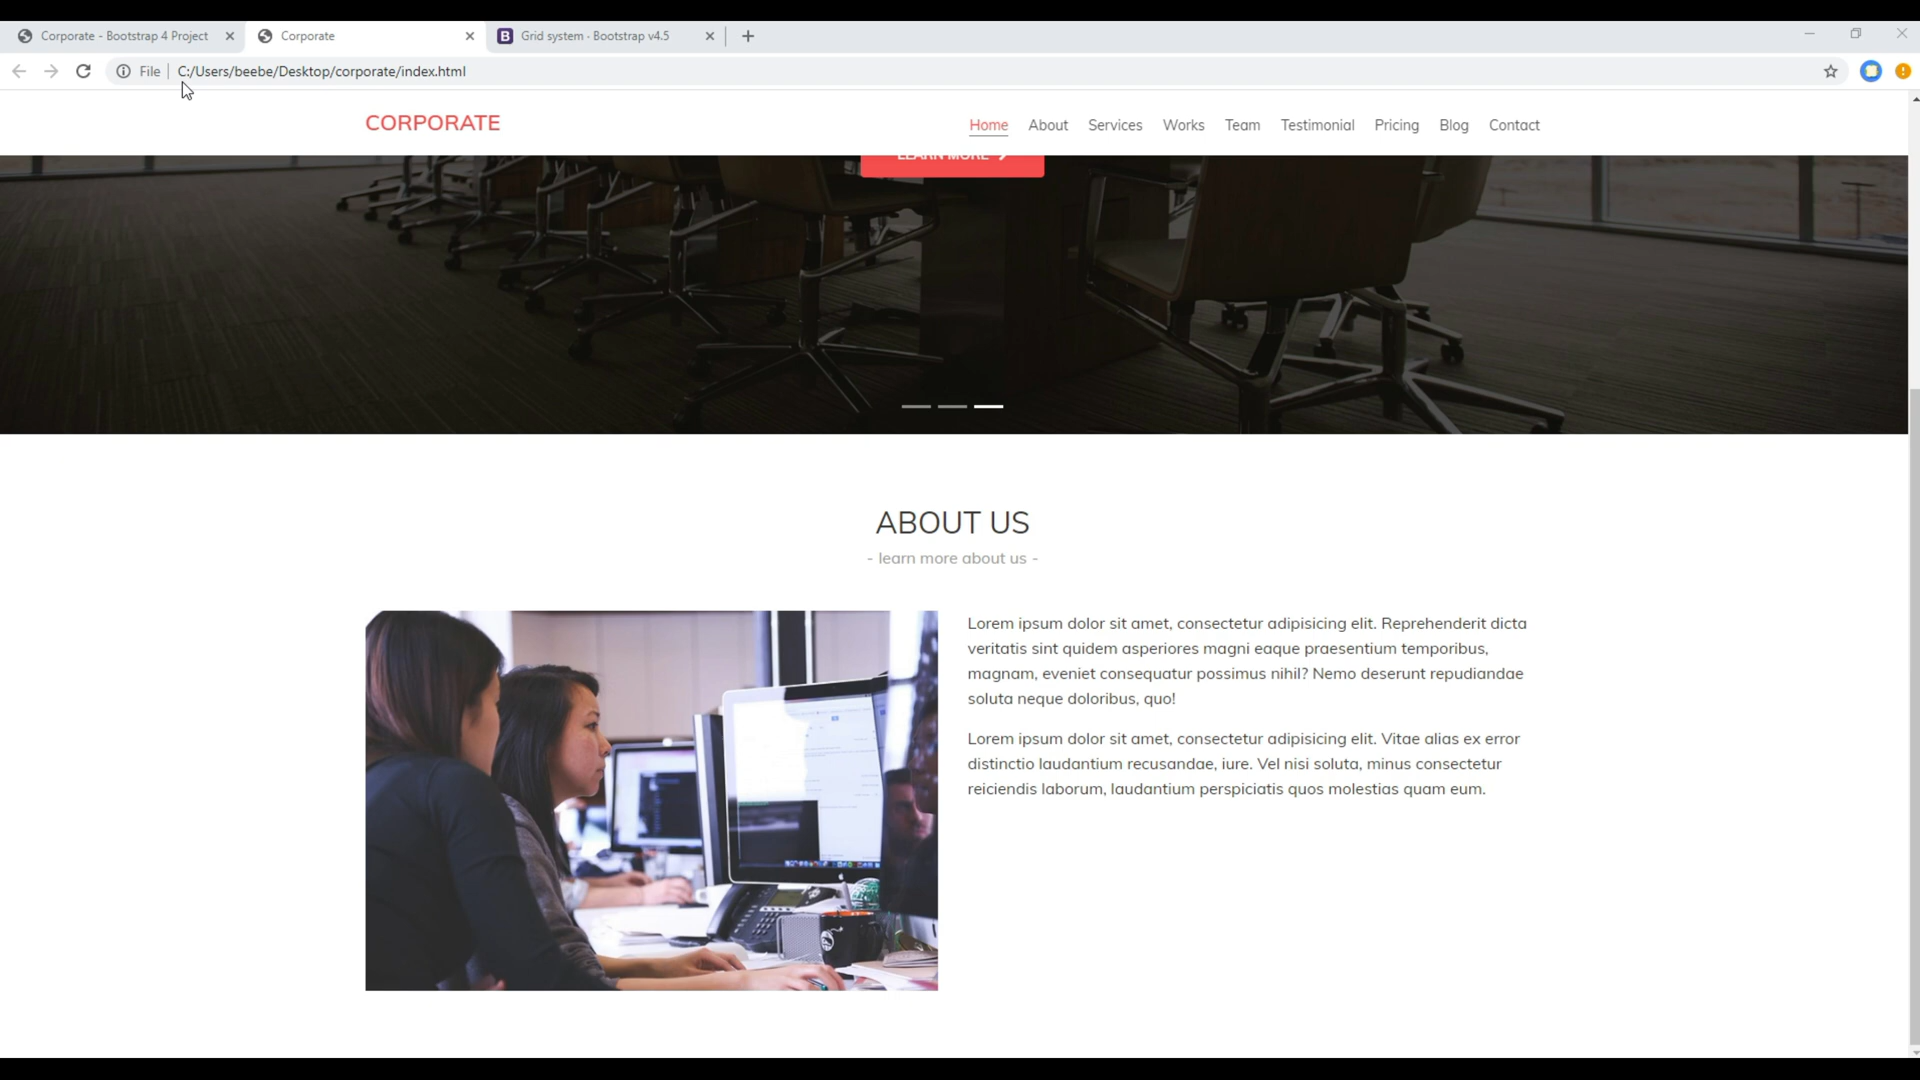 Corporate - Bootstrap 4 Project
Corporate
B
Grid system · Bootstrap v4.5
File
C:/Users/beebe/Desktop/corporate/index.html
CORPORATE
Home
About
Services
Works
Team
Testimonial
Pricing
Blog
Contact
LEARN MORE
ABOUT US
- learn more about us -
Lorem ipsum dolor sit amet, consectetur adipisicing elit. Reprehenderit dicta
veritatis sint quidem asperiores magni eaque praesentium temporibus,
magnam, eveniet consequatur possimus nihil? Nemo deserunt repudiandae
soluta neque doloribus, quo!
Lorem ipsum dolor sit amet, consectetur adipisicing elit. Vitae alias ex error
distinctio laudantium recusandae, iure. Vel nisi soluta, minus consectetur
reiciendis laborum, laudantium perspiciatis quos molestias quam eum.